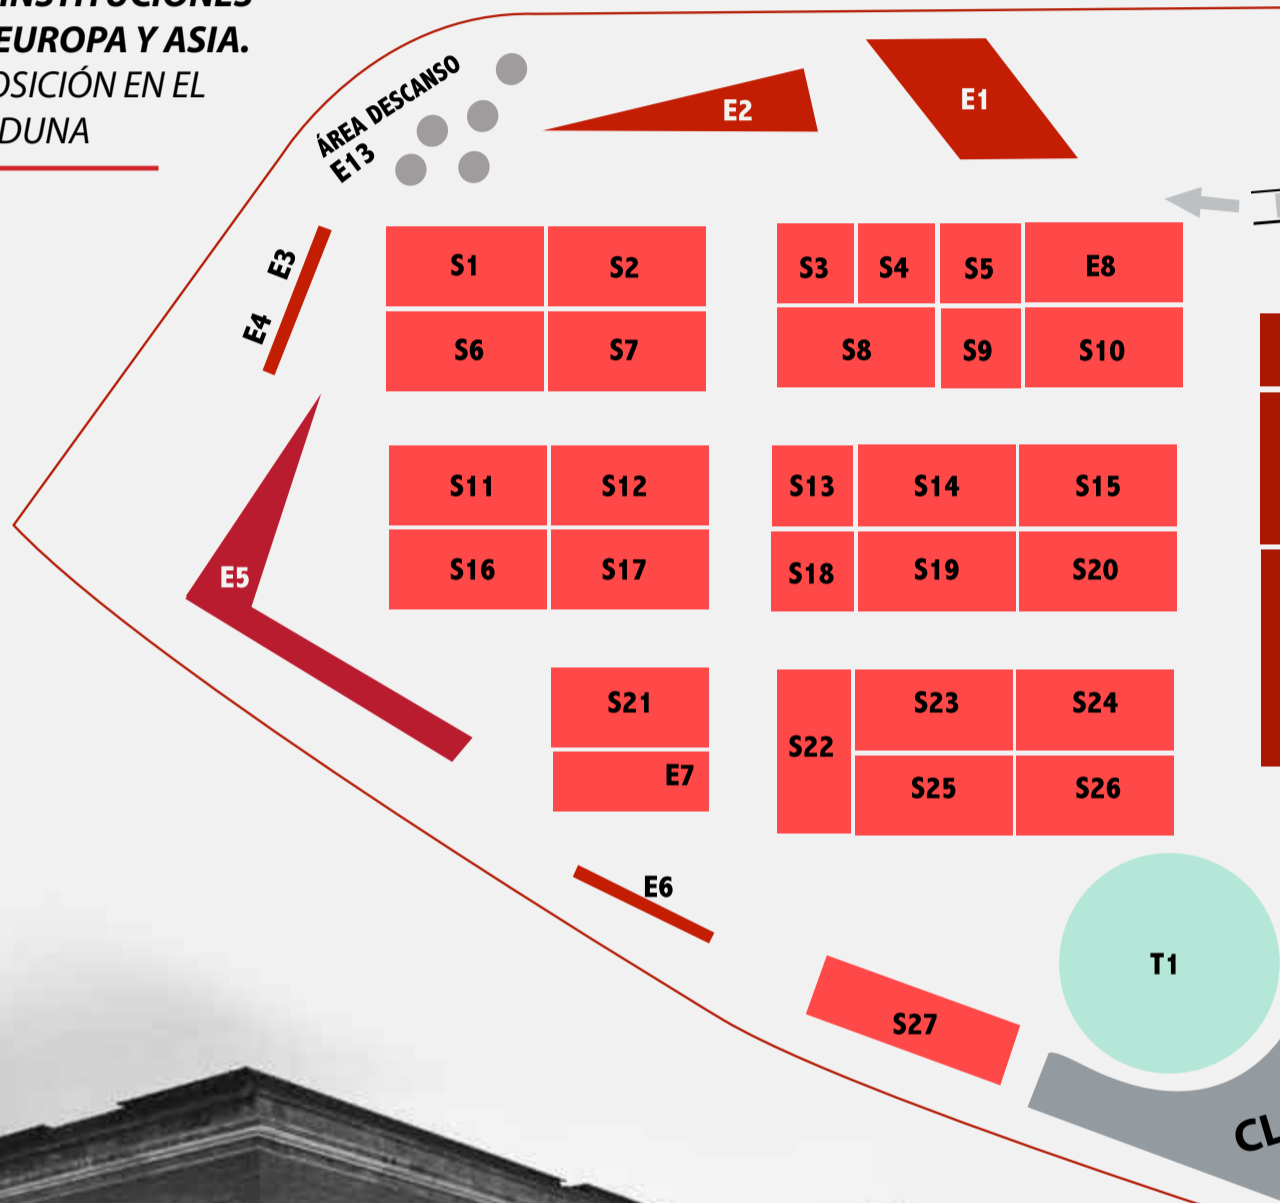 INSTITUCIONES
EUROPA Y ASIA.
EN EL
DUNA
ÁREA DESCANSO
E13
E2
E1
E3
E4
S1
S2
S3
S4
S5
E8
S6
S7
S8
S9
S10
S11
S12
S13
S14
S15
E5
S16
S17
S18
S19
S20
S21
S22
S23
S24
E7
S25
S26
E6
T1
S27